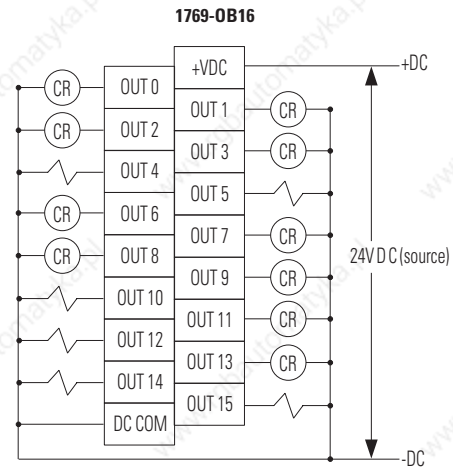 1769-OB16
+VDC
+DC
CR
OUT 0
OUT 1
CR
CR
OUT 2
OUT 3
CR
OUT 4
OUT 5
CR
OUT 6
OUT 7
CR
CR
OUT 8
24V D C (source)
OUT 9
CR
OUT 10
OUT 11
CR
OUT 12
OUT 13
CR
OUT 14
OUT 15
DC COM
-DC